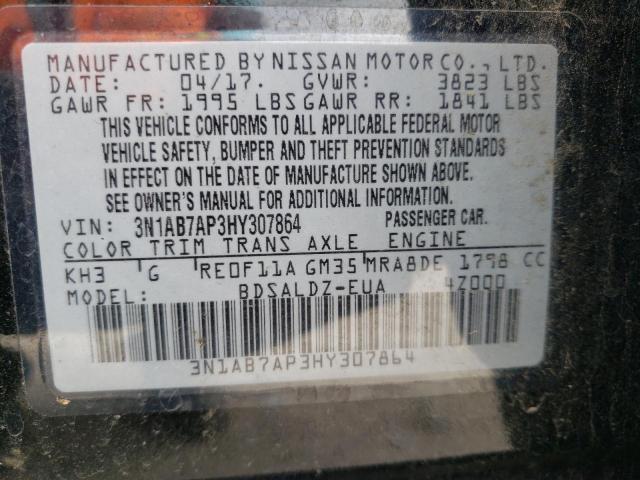 MANUFACTURED BY NISSAN MOTOR CO., LTD.
DATE: 04/17. GVWR: 3823 LBS
GAWR FR: 1995 LBS GAWR RR: 1841 LBS
THIS VEHICLE CONFORMS TO ALL APPLICABLE FEDERAL MOTOR
VEHICLE SAFETY, BUMPER AND THEFT PREVENTION STANDARDS
IN EFFECT ON THE DATE OF MANUFACTURE SHOWN ABOVE.
SEE OWNER'S MANUAL FOR ADDITIONAL INFORMATION.
VIN: 3N1AB7AP3HY307864 PASSENGER CAR.
COLOR TRIM TRANS AXLE ENGINE
KH3 G RE0F11A GM35 MRA8DE 1798 CC
MODEL: BDSALDZ-EUA 4Z000
3N1AB7AP3HY307864